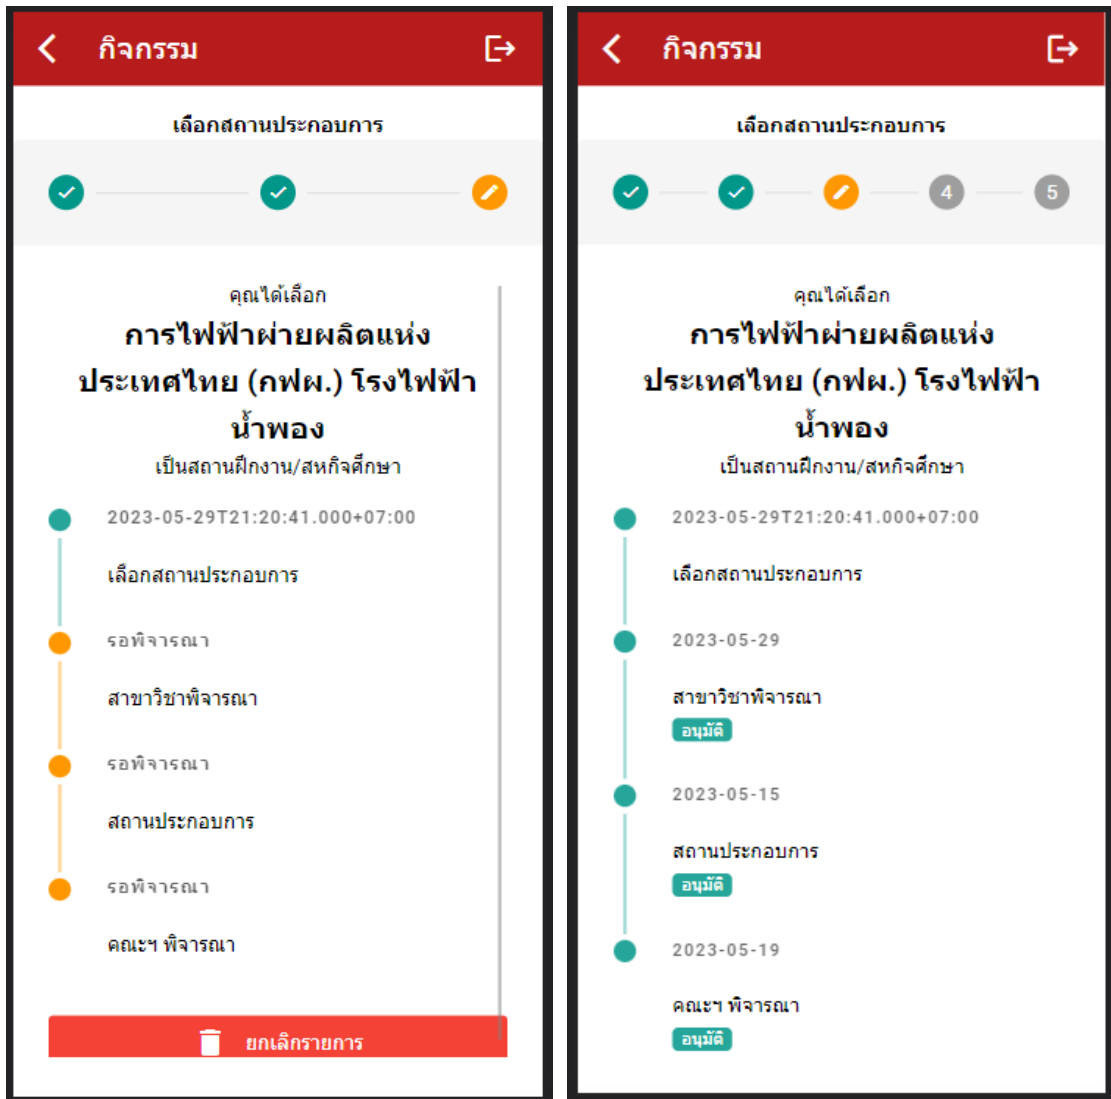 กิจกรรม
เลือกสถานประกอบการ
คุณได้เลือก
การไฟฟ้าฝ่ายผลิตแห่ง
ประเทศไทย (กฟผ.) โรงไฟฟ้า
น้ำพอง
เป็นสถานฝึกงาน/สหกิจศึกษา
2023-05-29T21:20:41.000+07:00
เลือกสถานประกอบการ
รอพิจารณา
สาขาวิชาพิจารณา
รอพิจารณา
สถานประกอบการ
รอพิจารณา
คณะฯ พิจารณา
ยกเลิกรายการ
กิจกรรม
เลือกสถานประกอบการ
4 5
คุณได้เลือก
การไฟฟ้าฝ่ายผลิตแห่ง
ประเทศไทย (กฟผ.) โรงไฟฟ้า
น้ำพอง
เป็นสถานฝึกงาน/สหกิจศึกษา
2023-05-29T21:20:41.000+07:00
เลือกสถานประกอบการ
2023-05-29
สาขาวิชาพิจารณา
อนุมัติ
2023-05-15
สถานประกอบการ
อนุมัติ
2023-05-19
คณะฯ พิจารณา
อนุมัติ